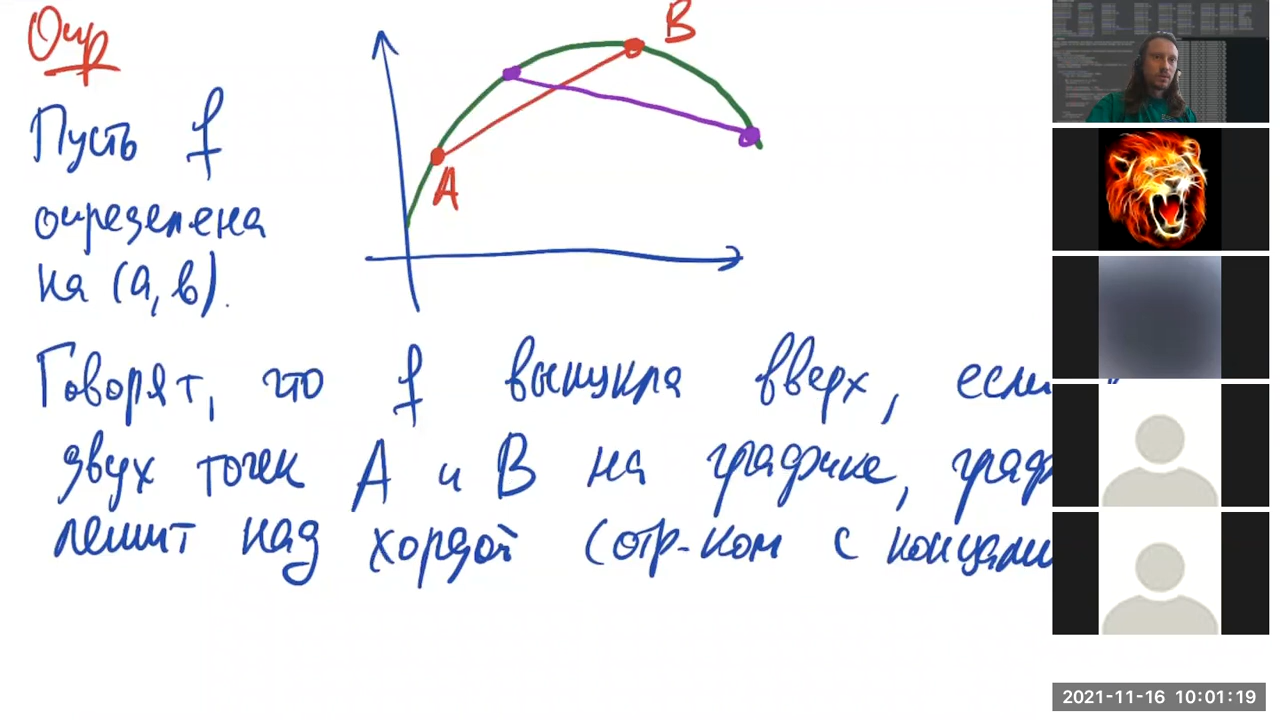 Опр
B
Пусть f
A
определена
на (a, b).
Говорят, что f выпукла вверх, если
двух точек A и B на графике,
лежит над хордой (отр-ком с концами
2021-11-16 10:01:19